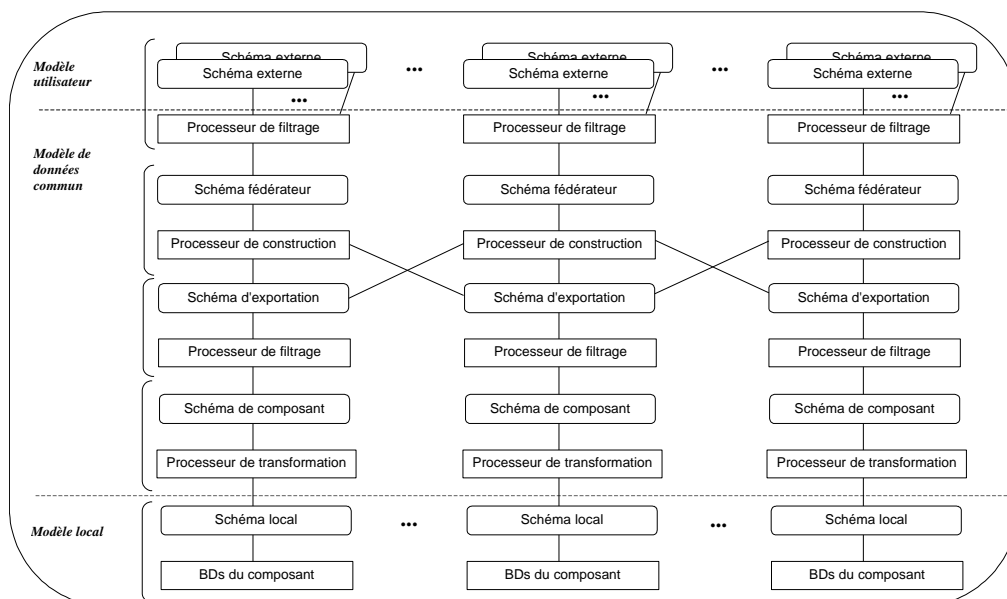 Modèle
utilisateur
Schéma externe
Schéma externe
...
Schéma externe
Schéma externe
...
Schéma externe
Schéma externe
...
...
...
Processeur de filtrage
Processeur de filtrage
Processeur de filtrage
Modèle de
données
commun
Schéma fédérateur
Schéma fédérateur
Schéma fédérateur
Processeur de construction
Processeur de construction
Processeur de construction
Schéma d'exportation
Schéma d'exportation
Schéma d'exportation
Processeur de filtrage
Processeur de filtrage
Processeur de filtrage
Schéma de composant
Schéma de composant
Schéma de composant
Processeur de transformation
Processeur de transformation
Processeur de transformation
Modèle local
Schéma local
...
Schéma local
...
Schéma local
BDs du composant
BDs du composant
BDs du composant